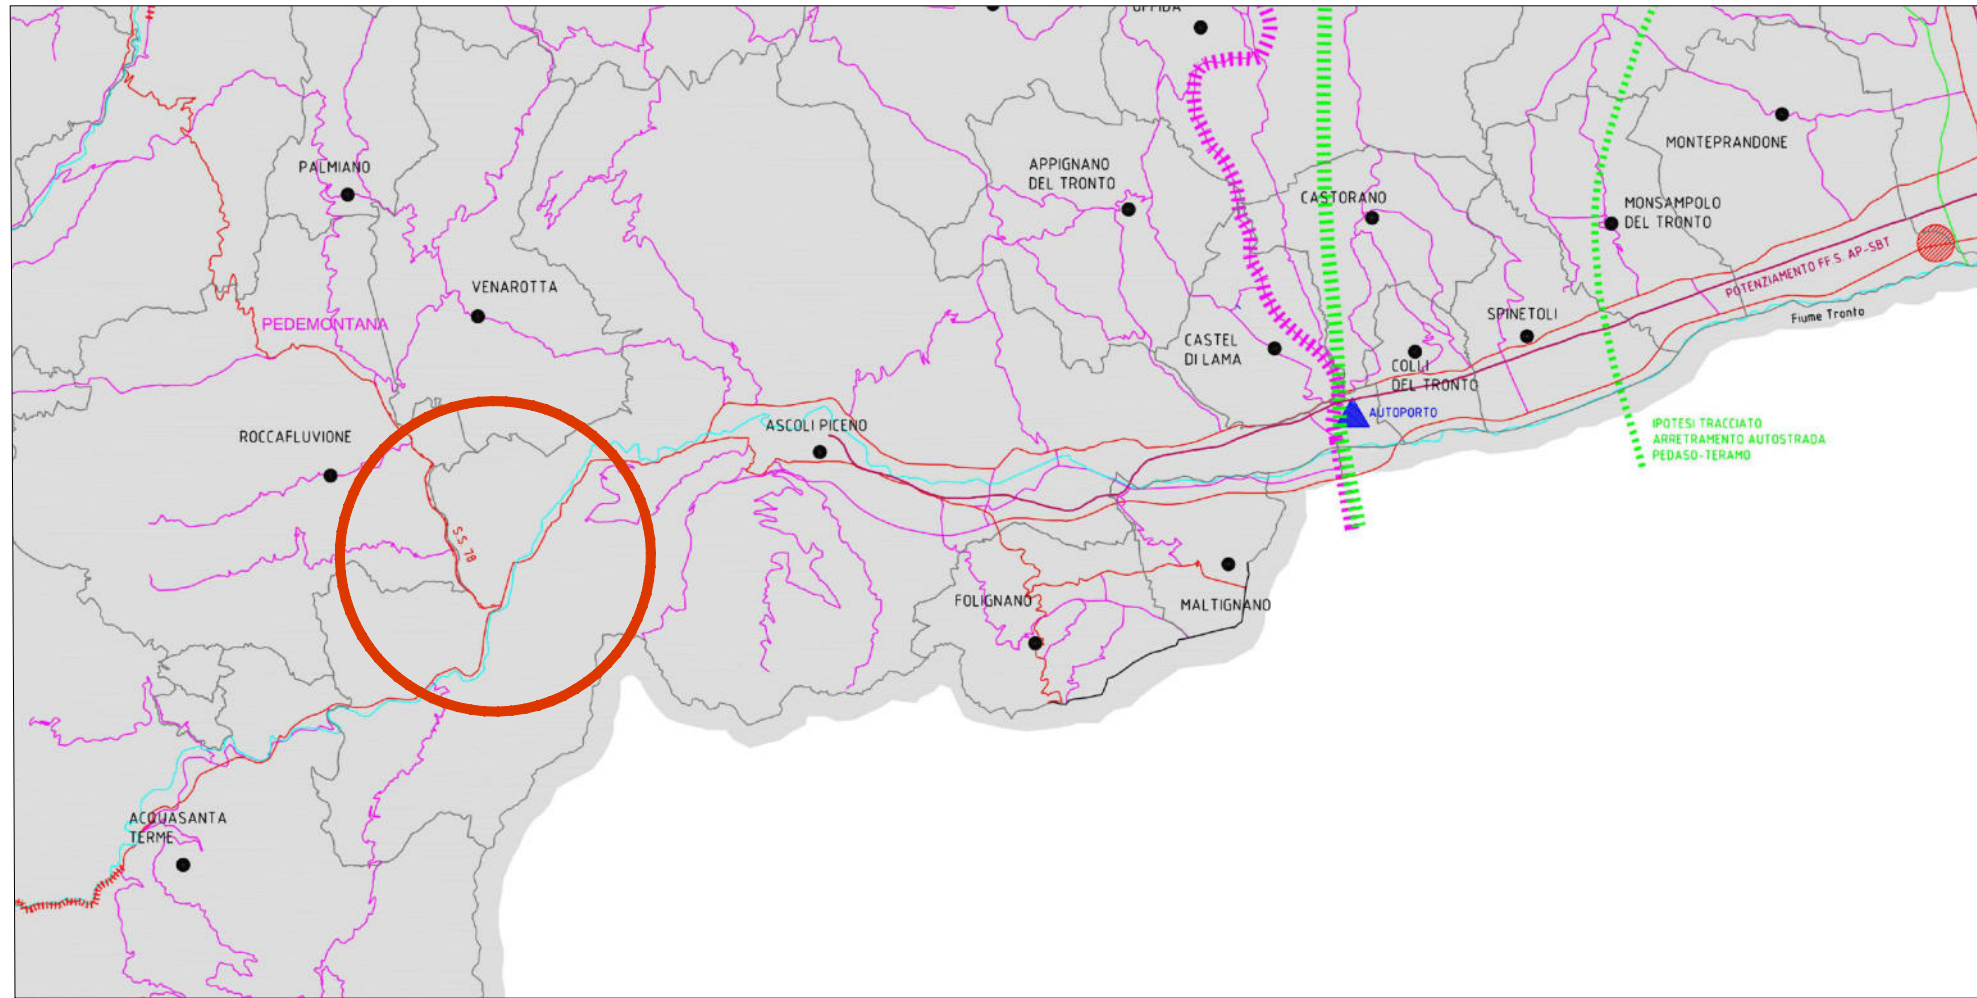 OFFIDA
PALMIANO
APPIGNANO
DEL TRONTO
CASTORANO
MONTEPRANDONE
MONSAMPOLO
DEL TRONTO
VENAROTTA
PEDEMONTANA
POTENZIAMENTO FF.S. AP-SBT
SPINETOLI
Fiume Tronto
CASTEL
DI LAMA
COLLI
DEL TRONTO
AUTOPORTO
ROCCAFLUVIONE
ASCOLI PICENO
IPOTESI TRACCIATO
ARRETRAMENTO AUTOSTRADA
PEDASO-TERAMO
S.S. 78
FOLIGNANO
MALTIGNANO
ACQUASANTA
TERME